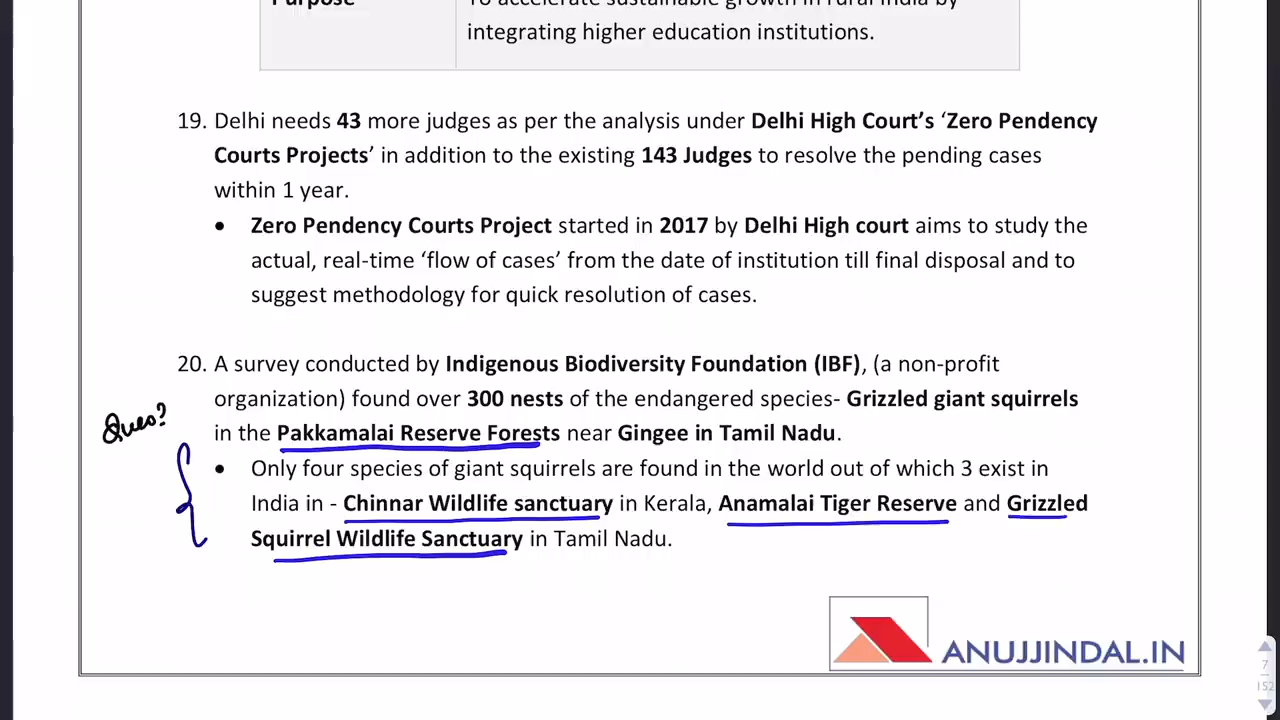 Purpose To accelerate sustainable growth in rural India by
integrating higher education institutions.
19. Delhi needs 43 more judges as per the analysis under Delhi High Court’s ‘Zero Pendency
Courts Projects’ in addition to the existing 143 Judges to resolve the pending cases
within 1 year.
• Zero Pendency Courts Project started in 2017 by Delhi High court aims to study the
actual, real-time ‘flow of cases’ from the date of institution till final disposal and to
suggest methodology for quick resolution of cases.
20. A survey conducted by Indigenous Biodiversity Foundation (IBF), (a non-profit
organization) found over 300 nests of the endangered species- Grizzled giant squirrels
Ques?
in the Pakkamalai Reserve Forests near Gingee in Tamil Nadu.
• Only four species of giant squirrels are found in the world out of which 3 exist in
India in - Chinnar Wildlife sanctuary in Kerala, Anamalai Tiger Reserve and Grizzled
Squirrel Wildlife Sanctuary in Tamil Nadu.
ANUJJINDAL.IN
7
152